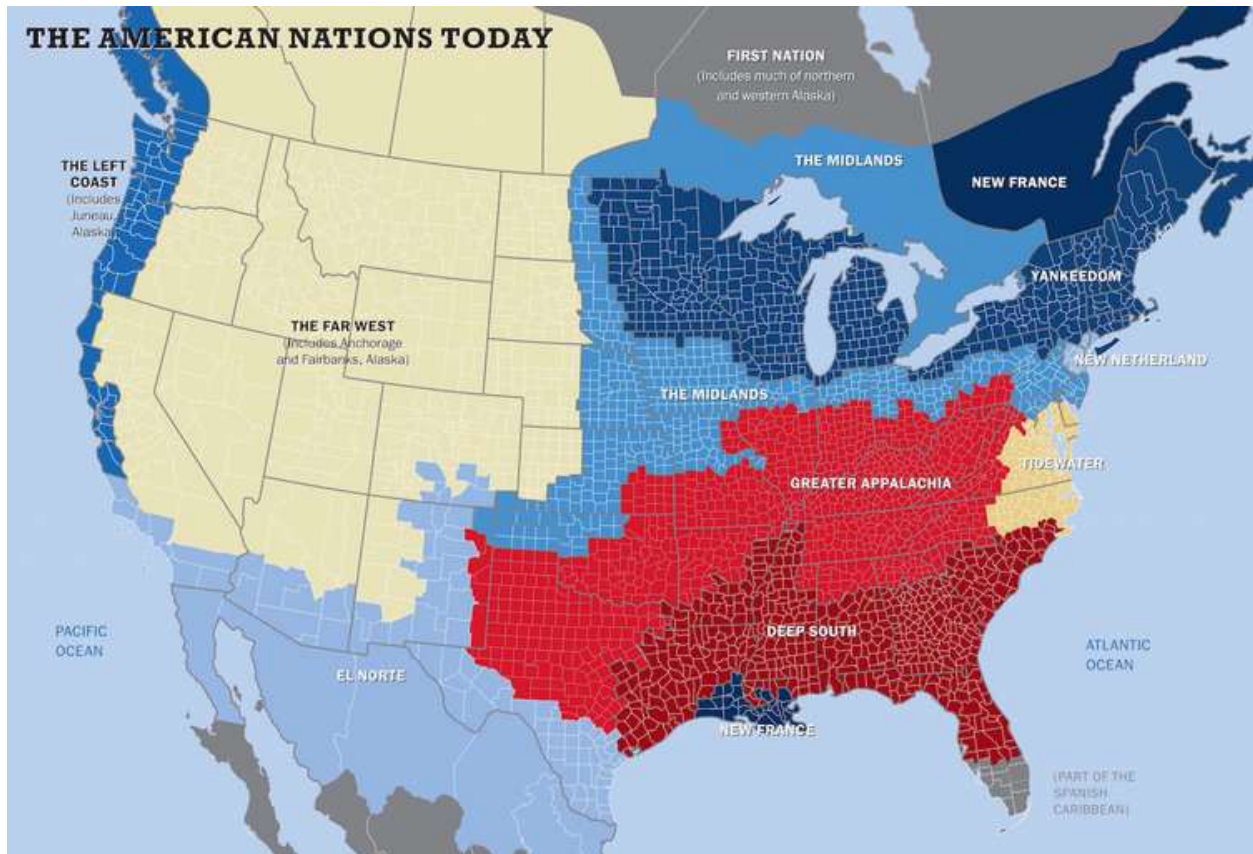 THE AMERICAN NATIONS TODAY
FIRST NATION
(Includes much of northern
and western Alaska)
THE MIDLANDS
THE LEFT
COAST
(Includes
Juneau,
Alaska)
NEW FRANCE
YANKEEDOM
THE FAR WEST
(Includes Anchorage
and Fairbanks, Alaska)
NEW NETHERLAND
THE MIDLANDS
TIDEWATER
GREATER APPALACHIA
PACIFIC
OCEAN
DEEP SOUTH
ATLANTIC
OCEAN
EL NORTE
NEW FRANCE
(PART OF THE
SPANISH
CARIBBEAN)